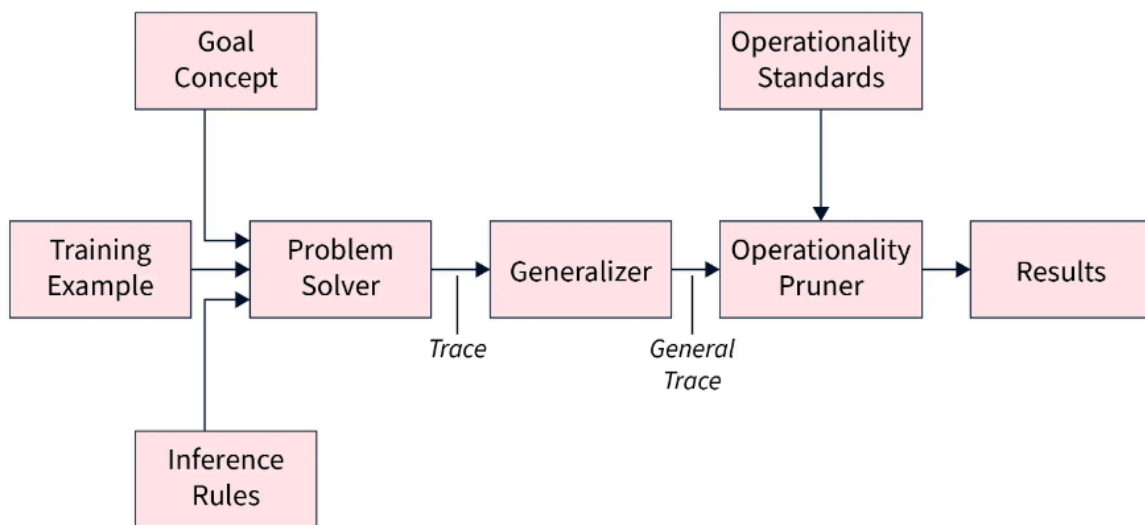 Goal
Concept
Operationality
Standards
Training
Example
Problem
Solver
Generalizer
Operationality
Pruner
Results
Trace
General
Trace
Inference
Rules